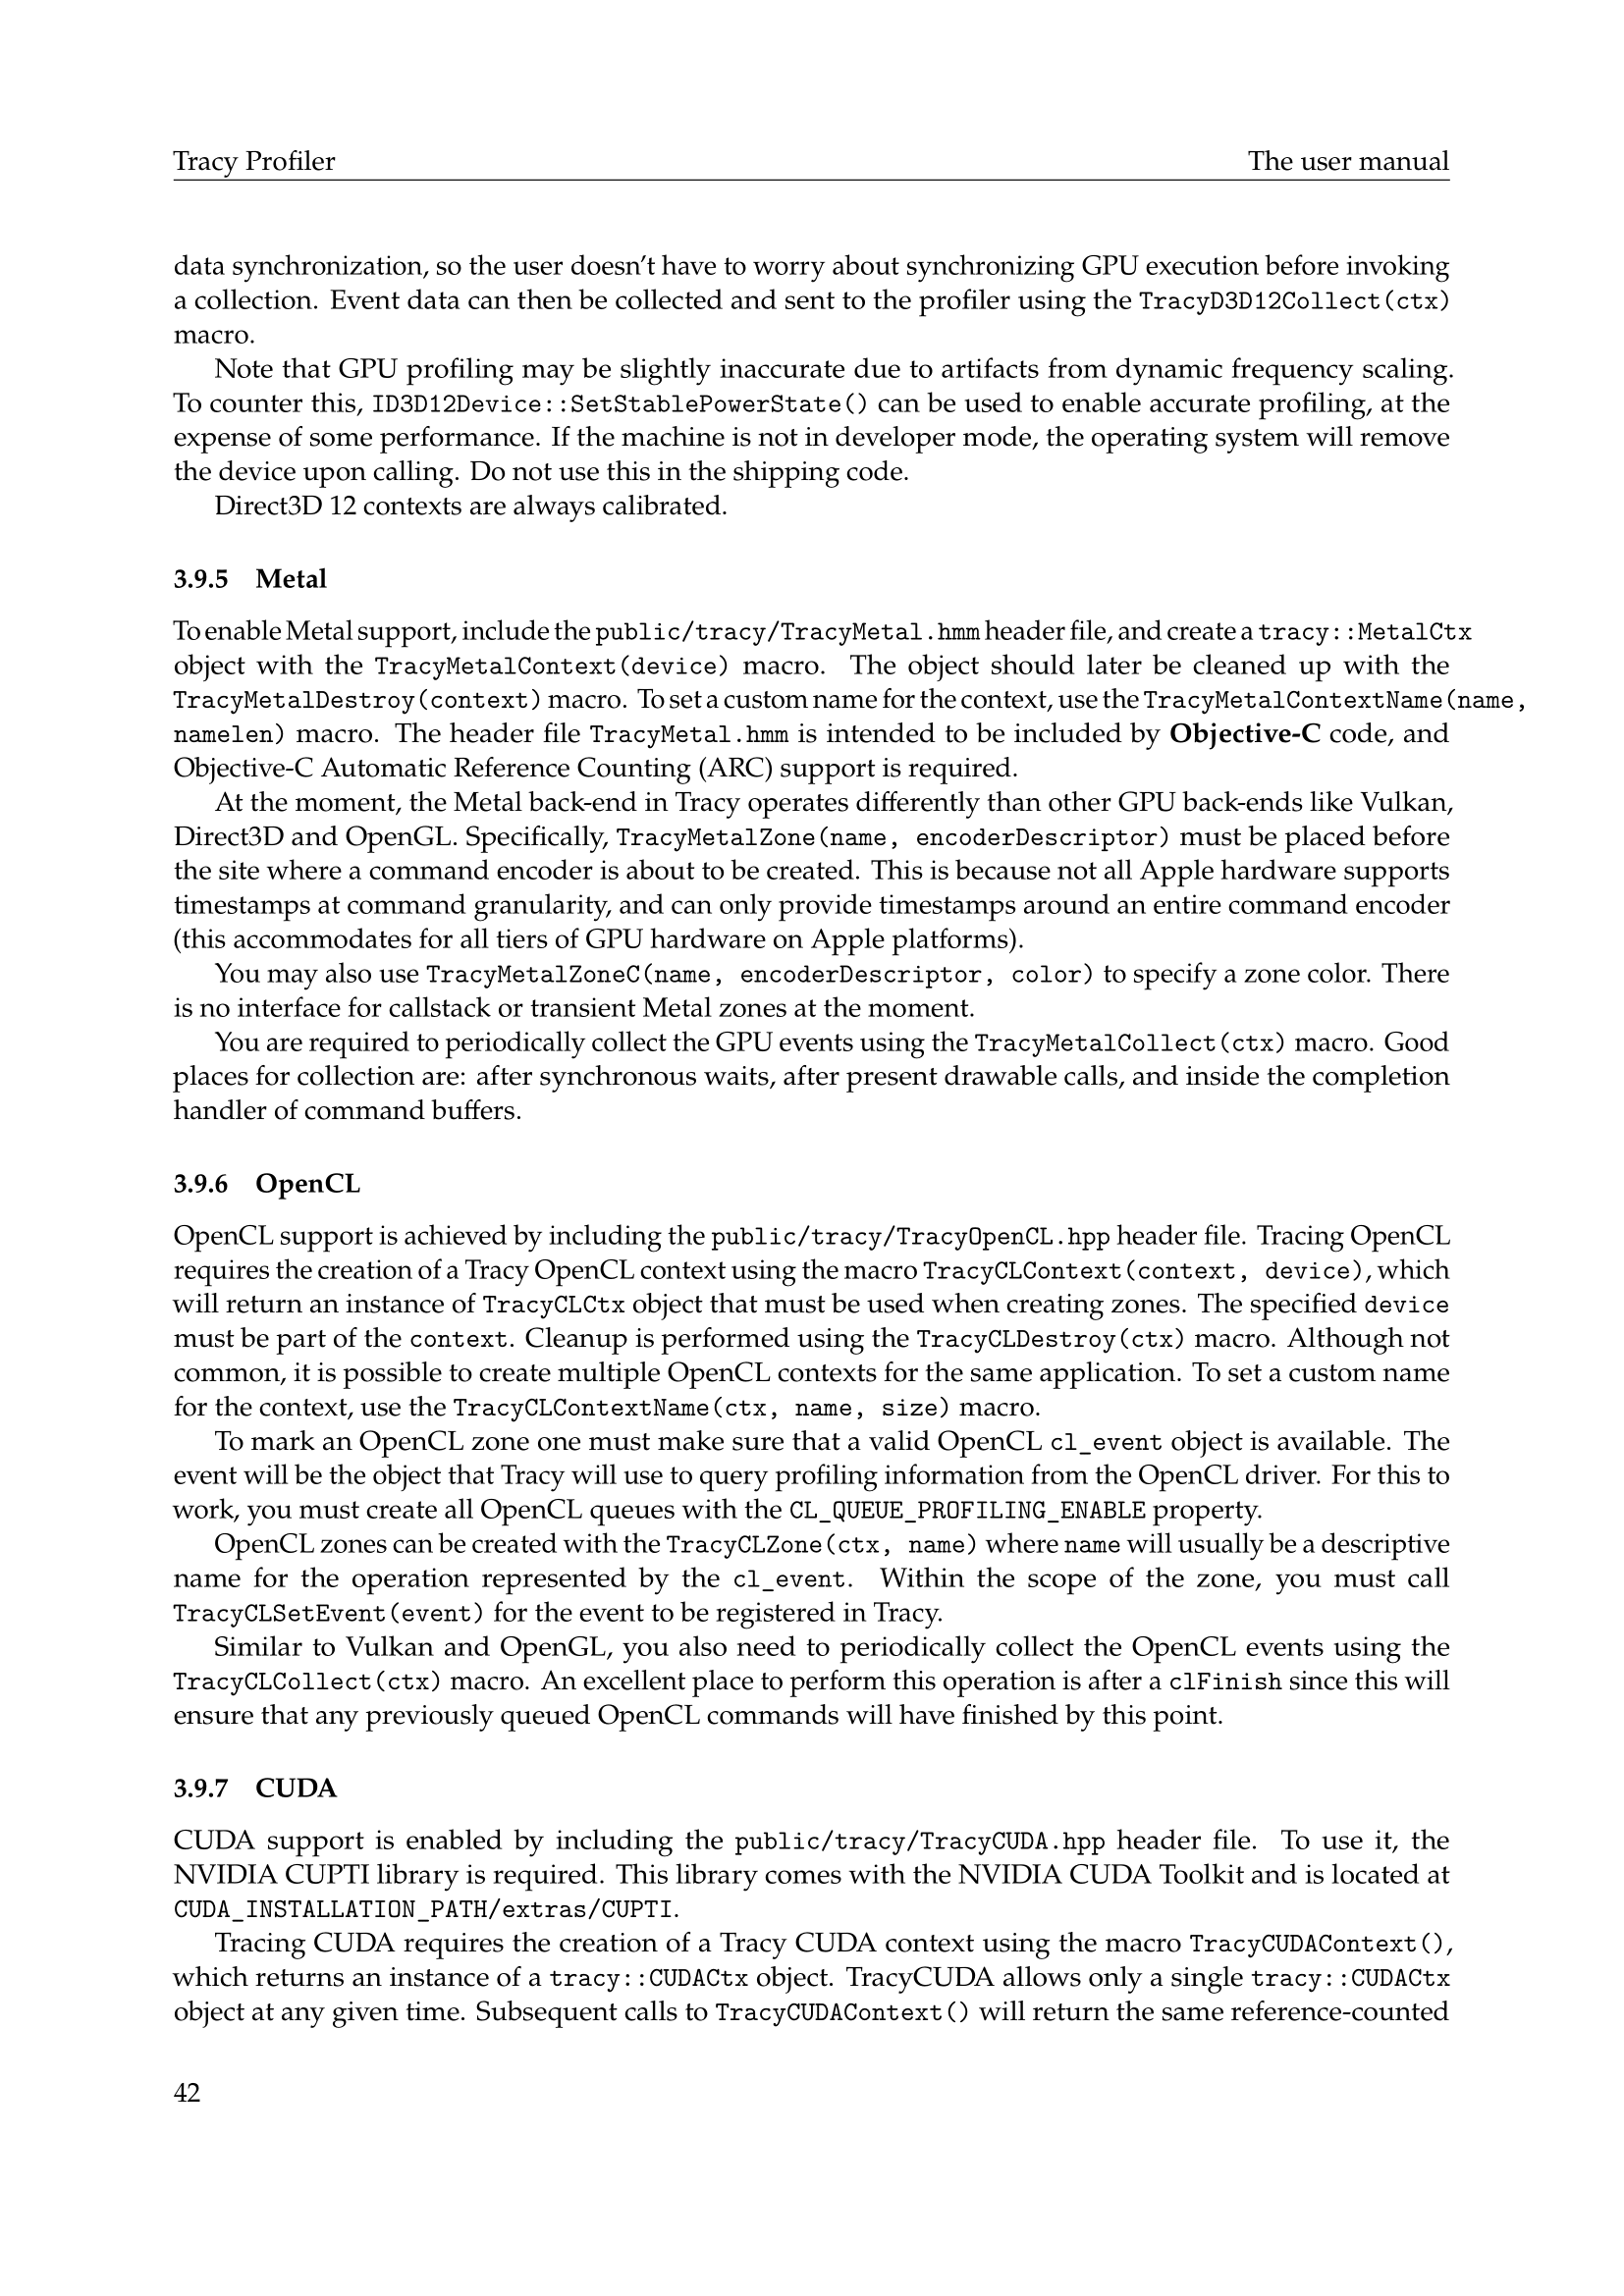 Tracy Profiler The user manual
data synchronization, so the user doesn't have to worry about synchronizing GPU execution before invoking
a collection. Event data can then be collected and sent to the profiler using the TracyD3D12Collect(ctx)
macro.
Note that GPU profiling may be slightly inaccurate due to artifacts from dynamic frequency scaling.
To counter this, ID3D12Device::SetStablePowerState() can be used to enable accurate profiling, at the
expense of some performance. If the machine is not in developer mode, the operating system will remove
the device upon calling. Do not use this in the shipping code.
Direct3D 12 contexts are always calibrated.
3.9.5 Metal
To enable Metal support, include the public/tracy/TracyMetal.hmm header file, and create a tracy::MetalCtx
object with the TracyMetalContext(device) macro. The object should later be cleaned up with the
TracyMetalDestroy(context) macro. To set a custom name for the context, use the TracyMetalContextName(name,
namelen) macro. The header file TracyMetal.hmm is intended to be included by Objective-C code, and
Objective-C Automatic Reference Counting (ARC) support is required.
At the moment, the Metal back-end in Tracy operates differently than other GPU back-ends like Vulkan,
Direct3D and OpenGL. Specifically, TracyMetalZone(name, encoderDescriptor) must be placed before
the site where a command encoder is about to be created. This is because not all Apple hardware supports
timestamps at command granularity, and can only provide timestamps around an entire command encoder
(this accommodates for all tiers of GPU hardware on Apple platforms).
You may also use TracyMetalZoneC(name, encoderDescriptor, color) to specify a zone color. There
is no interface for callstack or transient Metal zones at the moment.
You are required to periodically collect the GPU events using the TracyMetalCollect(ctx) macro. Good
places for collection are: after synchronous waits, after present drawable calls, and inside the completion
handler of command buffers.
3.9.6 OpenCL
OpenCL support is achieved by including the public/tracy/TracyOpenCL.hpp header file. Tracing OpenCL
requires the creation of a Tracy OpenCL context using the macro TracyCLContext(context, device), which
will return an instance of TracyCLCtx object that must be used when creating zones. The specified device
must be part of the context. Cleanup is performed using the TracyCLDestroy(ctx) macro. Although not
common, it is possible to create multiple OpenCL contexts for the same application. To set a custom name
for the context, use the TracyCLContextName(ctx, name, size) macro.
To mark an OpenCL zone one must make sure that a valid OpenCL cl_event object is available. The
event will be the object that Tracy will use to query profiling information from the OpenCL driver. For this to
work, you must create all OpenCL queues with the CL_QUEUE_PROFILING_ENABLE property.
OpenCL zones can be created with the TracyCLZone(ctx, name) where name will usually be a descriptive
name for the operation represented by the cl_event. Within the scope of the zone, you must call
TracyCLSetEvent(event) for the event to be registered in Tracy.
Similar to Vulkan and OpenGL, you also need to periodically collect the OpenCL events using the
TracyCLCollect(ctx) macro. An excellent place to perform this operation is after a clFinish since this will
ensure that any previously queued OpenCL commands will have finished by this point.
3.9.7 CUDA
CUDA support is enabled by including the public/tracy/TracyCUDA.hpp header file. To use it, the
NVIDIA CUPTI library is required. This library comes with the NVIDIA CUDA Toolkit and is located at
CUDA_INSTALLATION_PATH/extras/CUPTI.
Tracing CUDA requires the creation of a Tracy CUDA context using the macro TracyCUDAContext(),
which returns an instance of a tracy::CUDACtx object. TracyCUDA allows only a single tracy::CUDACtx
object at any given time. Subsequent calls to TracyCUDAContext() will return the same reference-counted
42